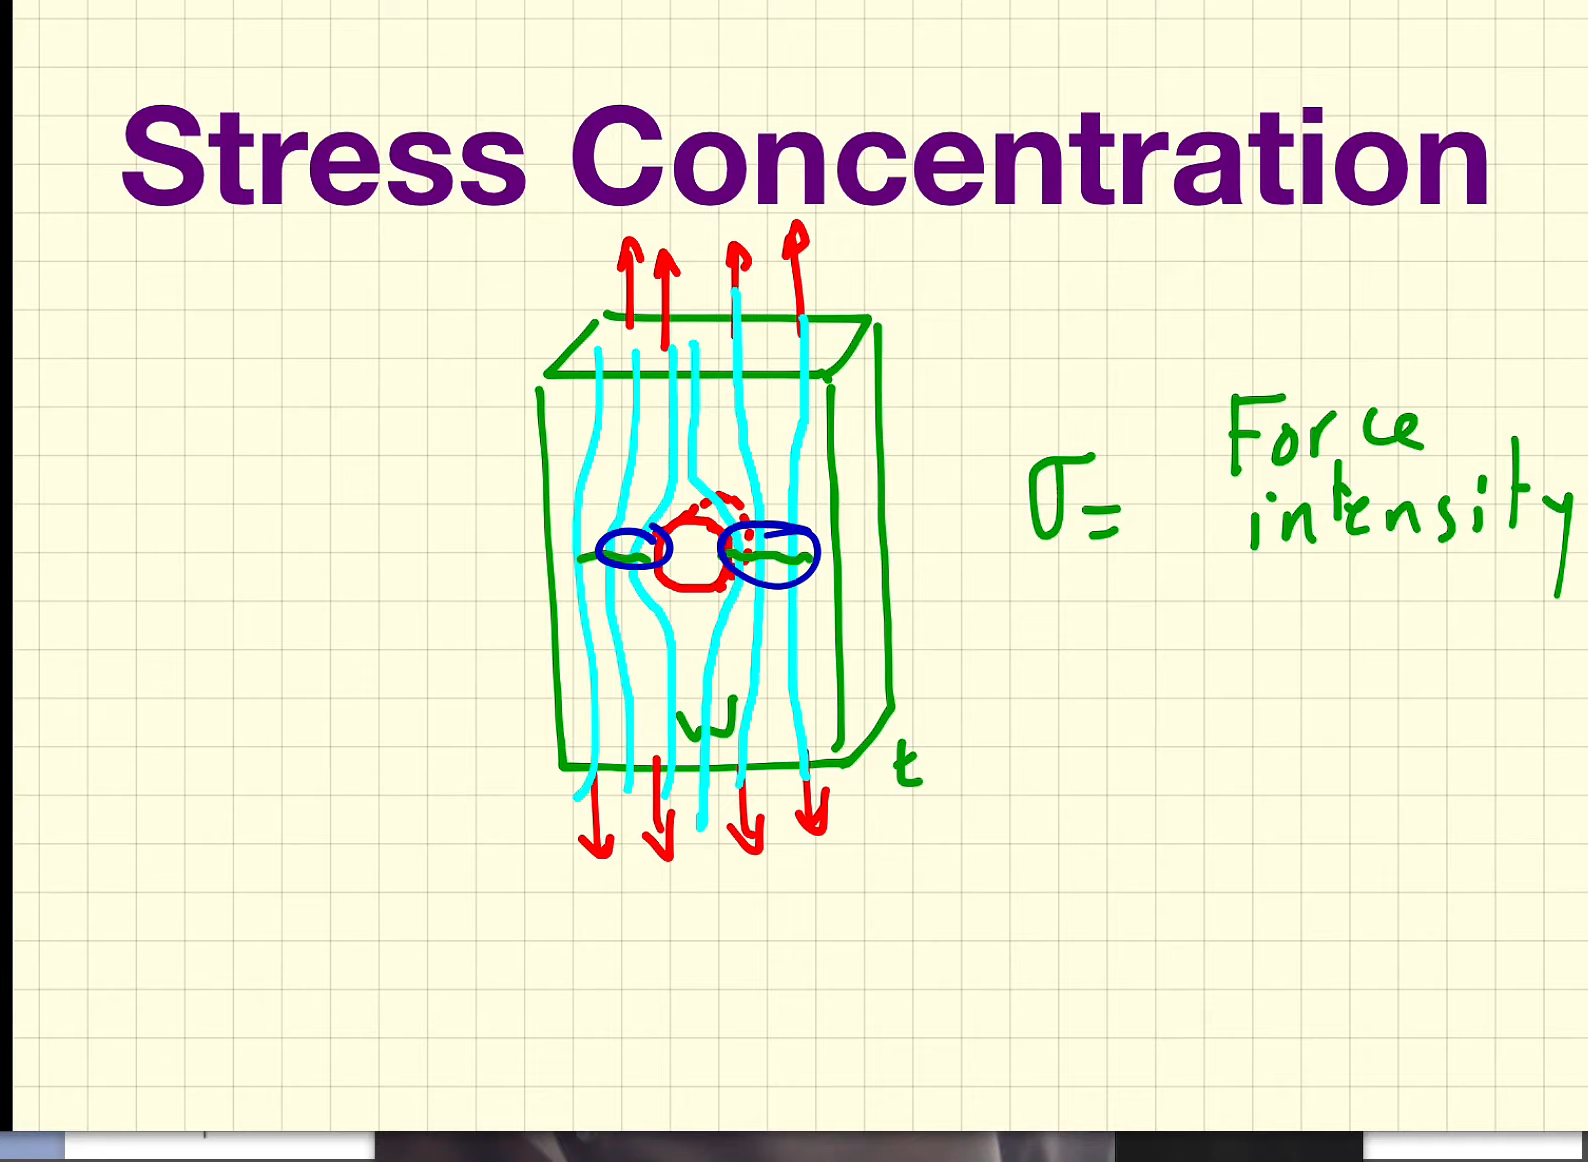 Stress Concentration
σ = Force
intensity
w
t